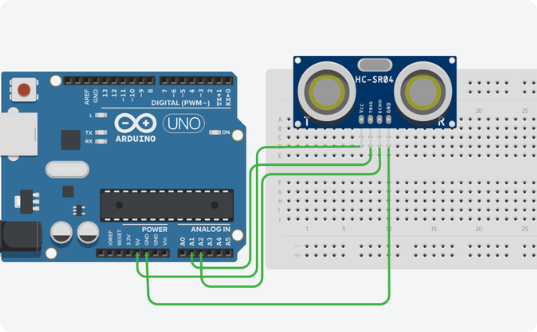 HC-SR04
VCC
TRIG
ECHO
GND
T
R
AREF
GND
13
12
~11
~10
~9
8
7
~6
~5
4
~3
2
TX→1
RX←0
DIGITAL (PWM~)
L
TX
RX
ARDUINO
UNO
ON
POWER
ANALOG IN
IOREF
RESET
3.3V
5V
GND
GND
Vin
A0
A1
A2
A3
A4
A5
20
25
A
E
F
G
H
I
J
1
5
10
15
20
25